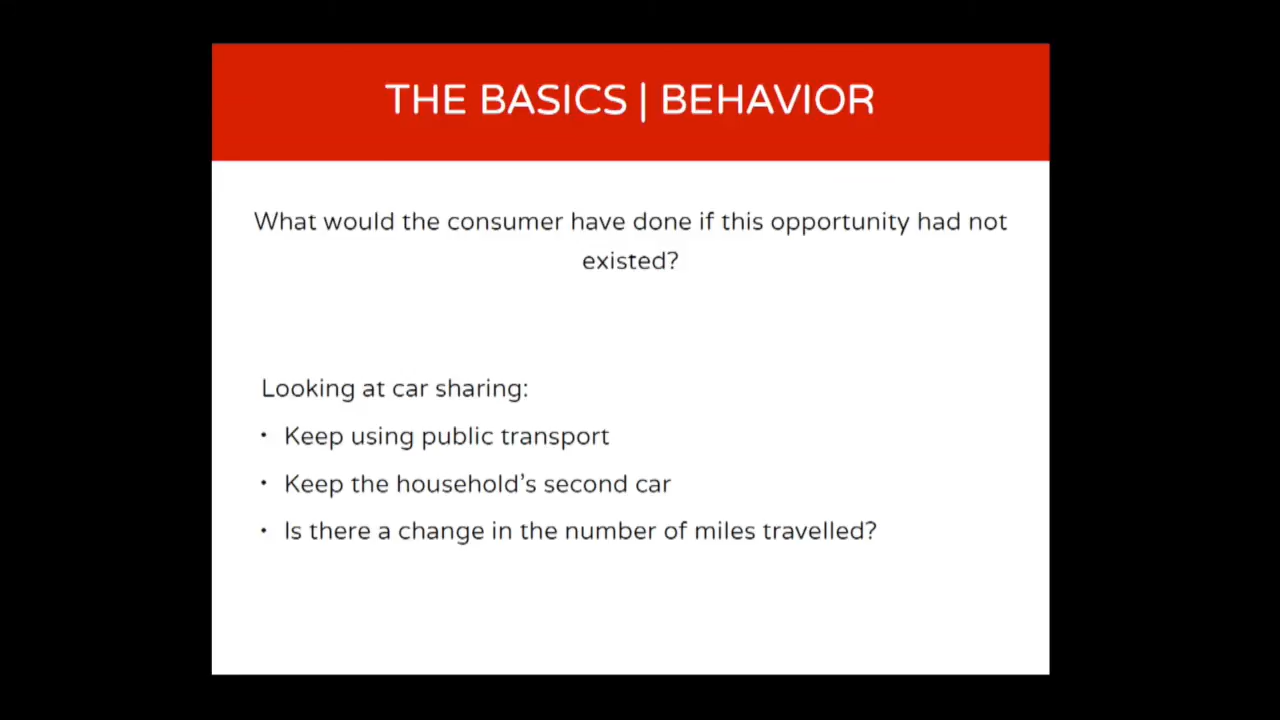 THE BASICS | BEHAVIOR
What would the consumer have done if this opportunity had not
existed?
Looking at car sharing:
• Keep using public transport
• Keep the household’s second car
• Is there a change in the number of miles travelled?